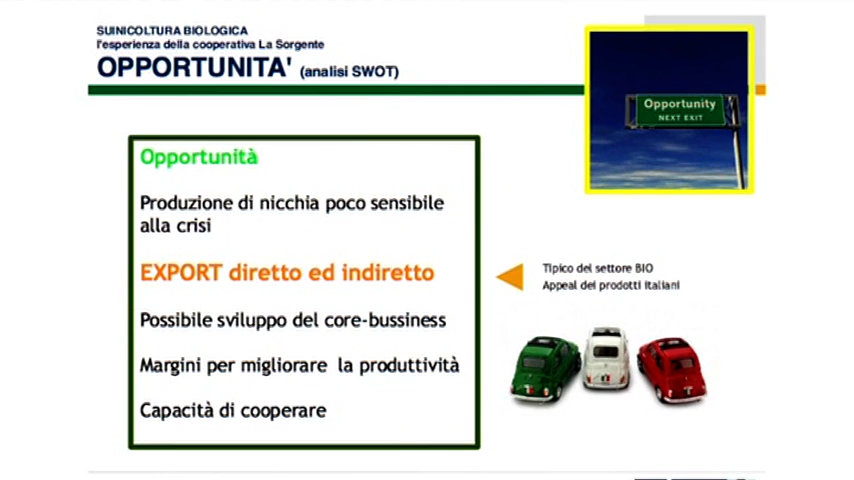 SUINICOLTURA BIOLOGICA
l'esperienza della cooperativa La Sorgente
OPPORTUNITA' (analisi SWOT)
Opportunity
NEXT EXIT
Opportunità
Produzione di nicchia poco sensibile
alla crisi
EXPORT diretto ed indiretto
Tipico del settore BIO
Appeal dei prodotti italiani
Possibile sviluppo del core-bussiness
Margini per migliorare la produttività
Capacità di cooperare